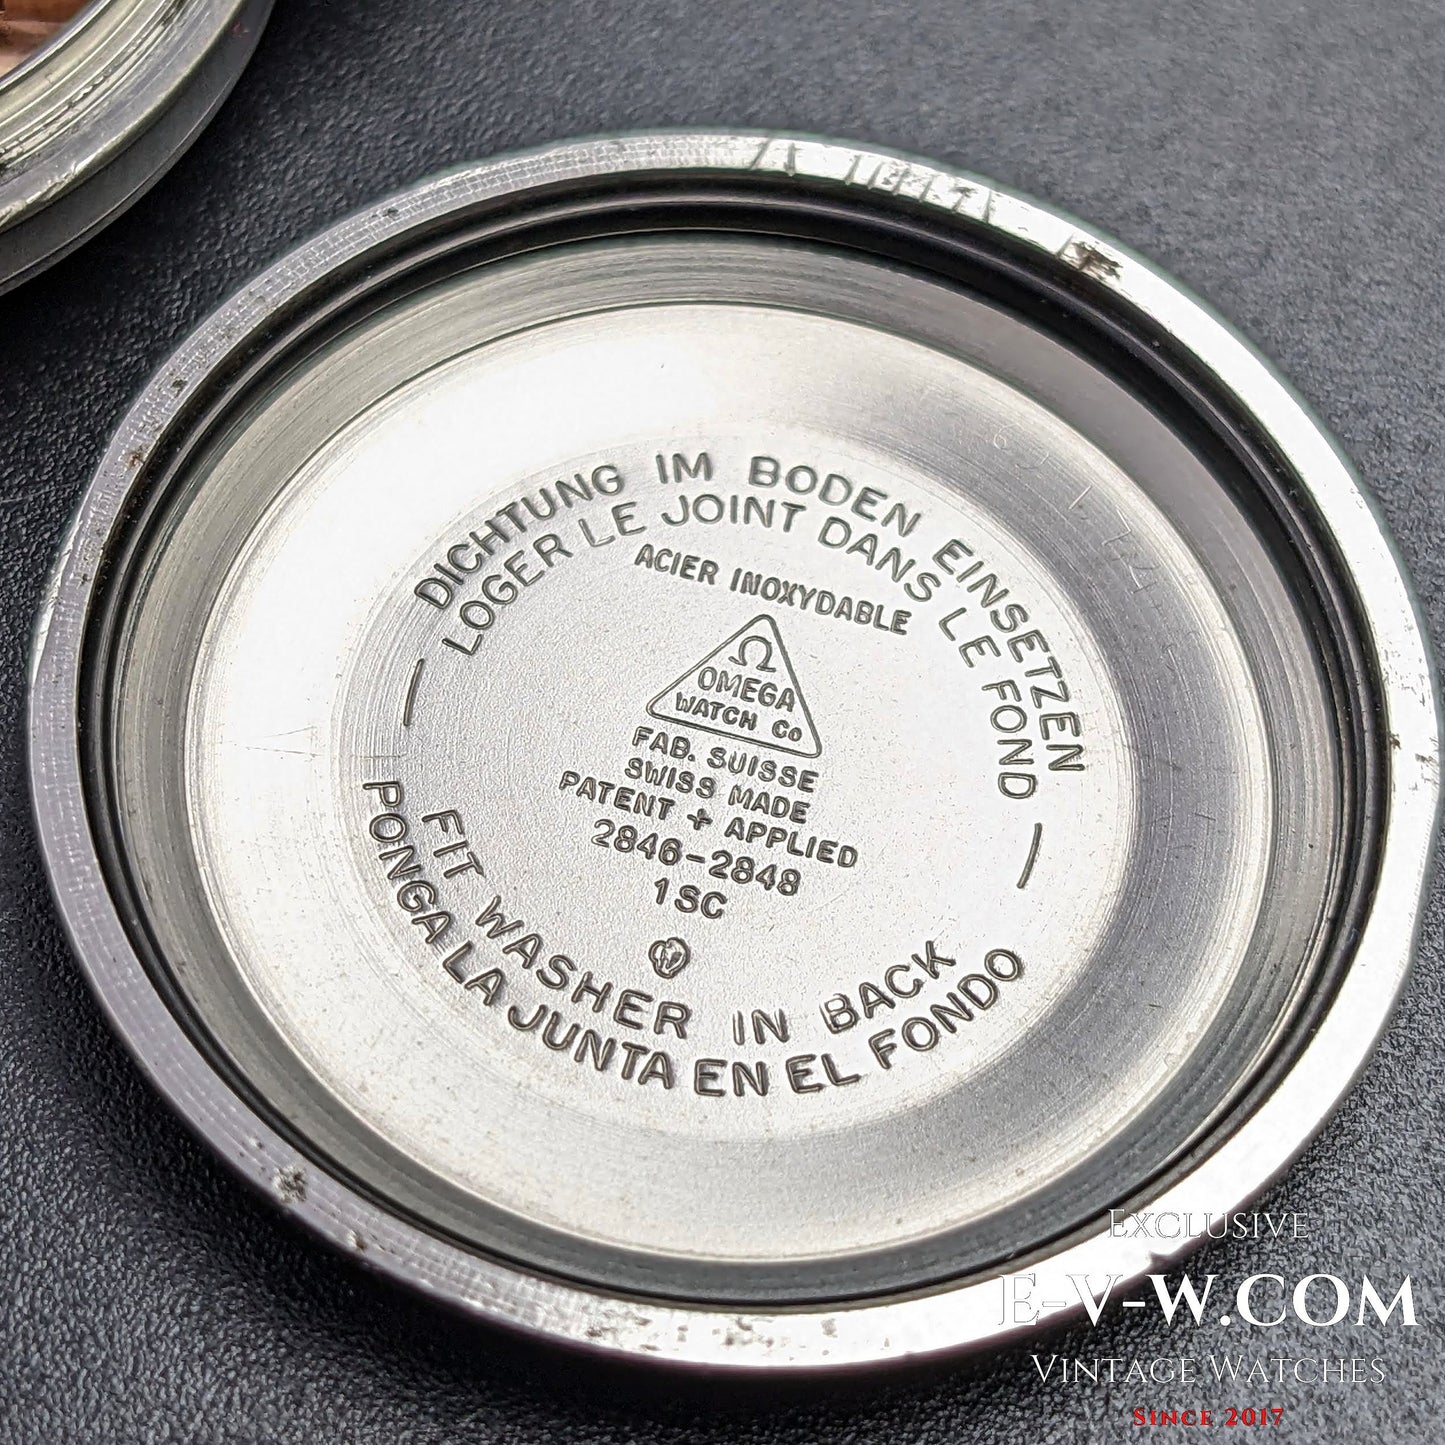 DICHTUNG IM BODEN EINSETZEN
LOGER LE JOINT DANS LE FOND
ACIER INOXYDABLE
Ω
OMEGA
WATCH Co
FAB. SUISSE
SWISS MADE
PATENT + APPLIED
2846-2848
1SC
FIT WASHER IN BACK
PONGA LA JUNTA EN EL FONDO
EXCLUSIVE
E-V-W.COM
VINTAGE WATCHES
SINCE 2017